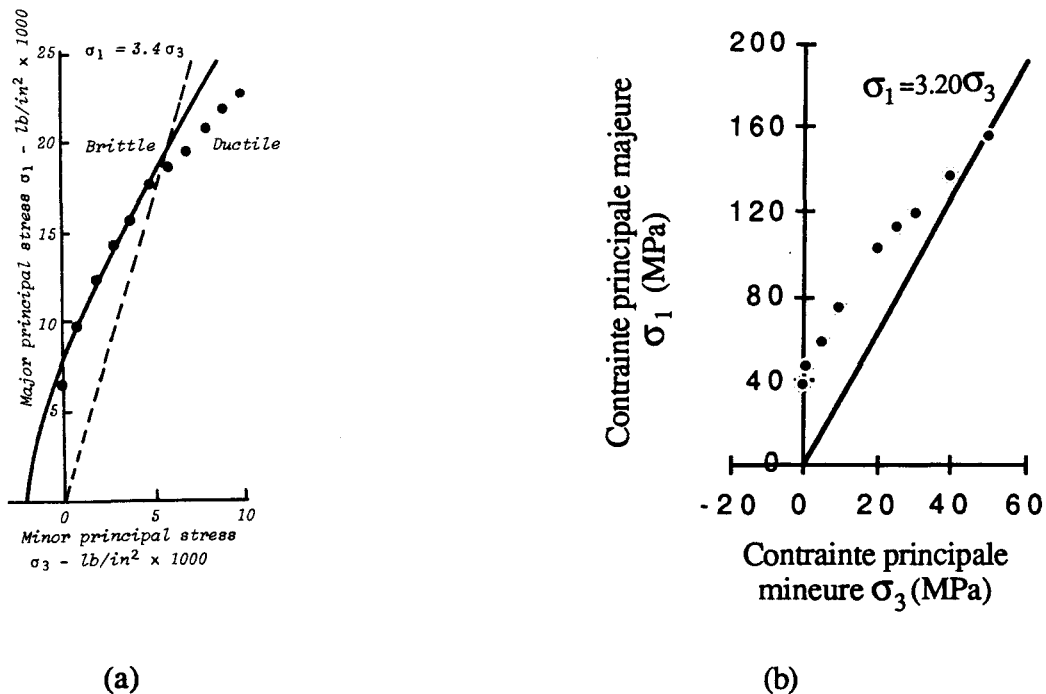 Major principal stress σ₁ - lb/in² × 1000
25
20
15
10
5
σ₁ = 3.4 σ₃
Brittle
Ductile
0
5
10
Minor principal stress
σ₃ - lb/in² × 1000
(a)
Contrainte principale majeure
σ₁ (MPa)
200
160
120
80
40
0
σ₁=3.20σ₃
-20
0
20
40
60
Contrainte principale
mineure σ₃ (MPa)
(b)